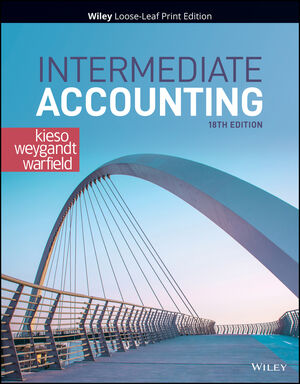 Wiley Loose-Leaf Print Edition
INTERMEDIATE
ACCOUNTING
18TH EDITION
kieso
weygandt
warfield
WILEY